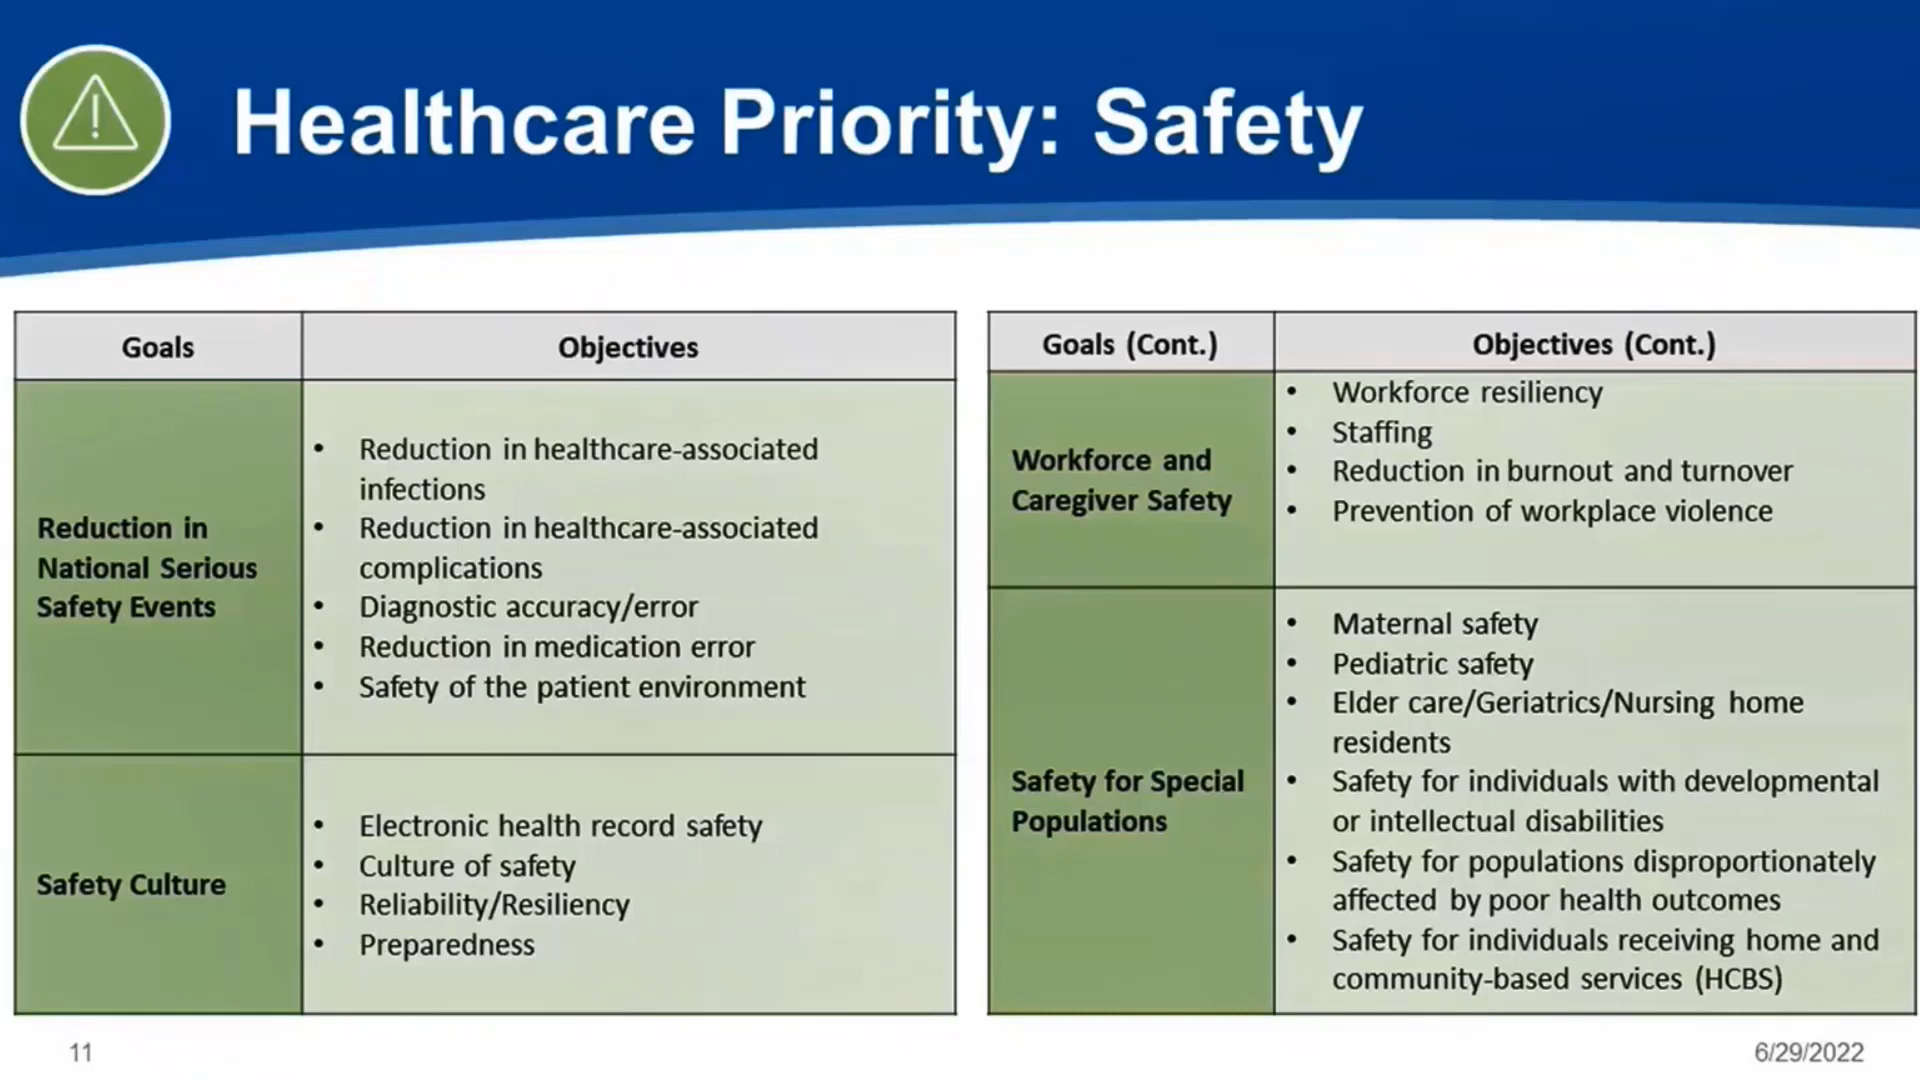 Healthcare Priority: Safety
Goals
Objectives
Reduction in
National Serious
Safety Events
• Reduction in healthcare-associated
infections
• Reduction in healthcare-associated
complications
• Diagnostic accuracy/error
• Reduction in medication error
• Safety of the patient environment
Safety Culture
• Electronic health record safety
• Culture of safety
• Reliability/Resiliency
• Preparedness
Goals (Cont.)
Objectives (Cont.)
Workforce and
Caregiver Safety
• Workforce resiliency
• Staffing
• Reduction in burnout and turnover
• Prevention of workplace violence
Safety for Special
Populations
• Maternal safety
• Pediatric safety
• Elder care/Geriatrics/Nursing home
residents
• Safety for individuals with developmental
or intellectual disabilities
• Safety for populations disproportionately
affected by poor health outcomes
• Safety for individuals receiving home and
community-based services (HCBS)
11
6/29/2022